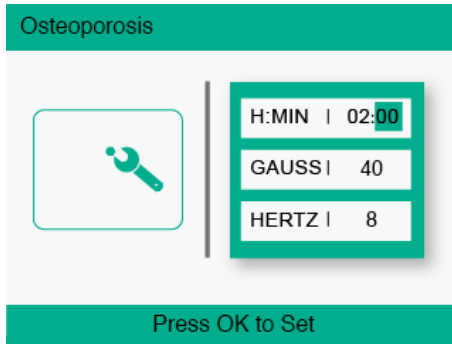 Osteoporosis
H:MIN | 02:00
GAUSS | 40
HERTZ | 8
Press OK to Set